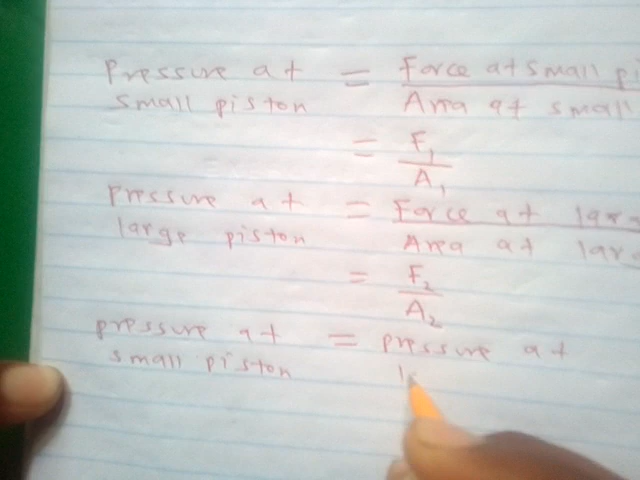 Pressure at = Force at small
small piston Area at small
= F₁
A₁
pressure at = Force at
large piston Area at
= F₂
A₂
pressure at = pressure at
small piston